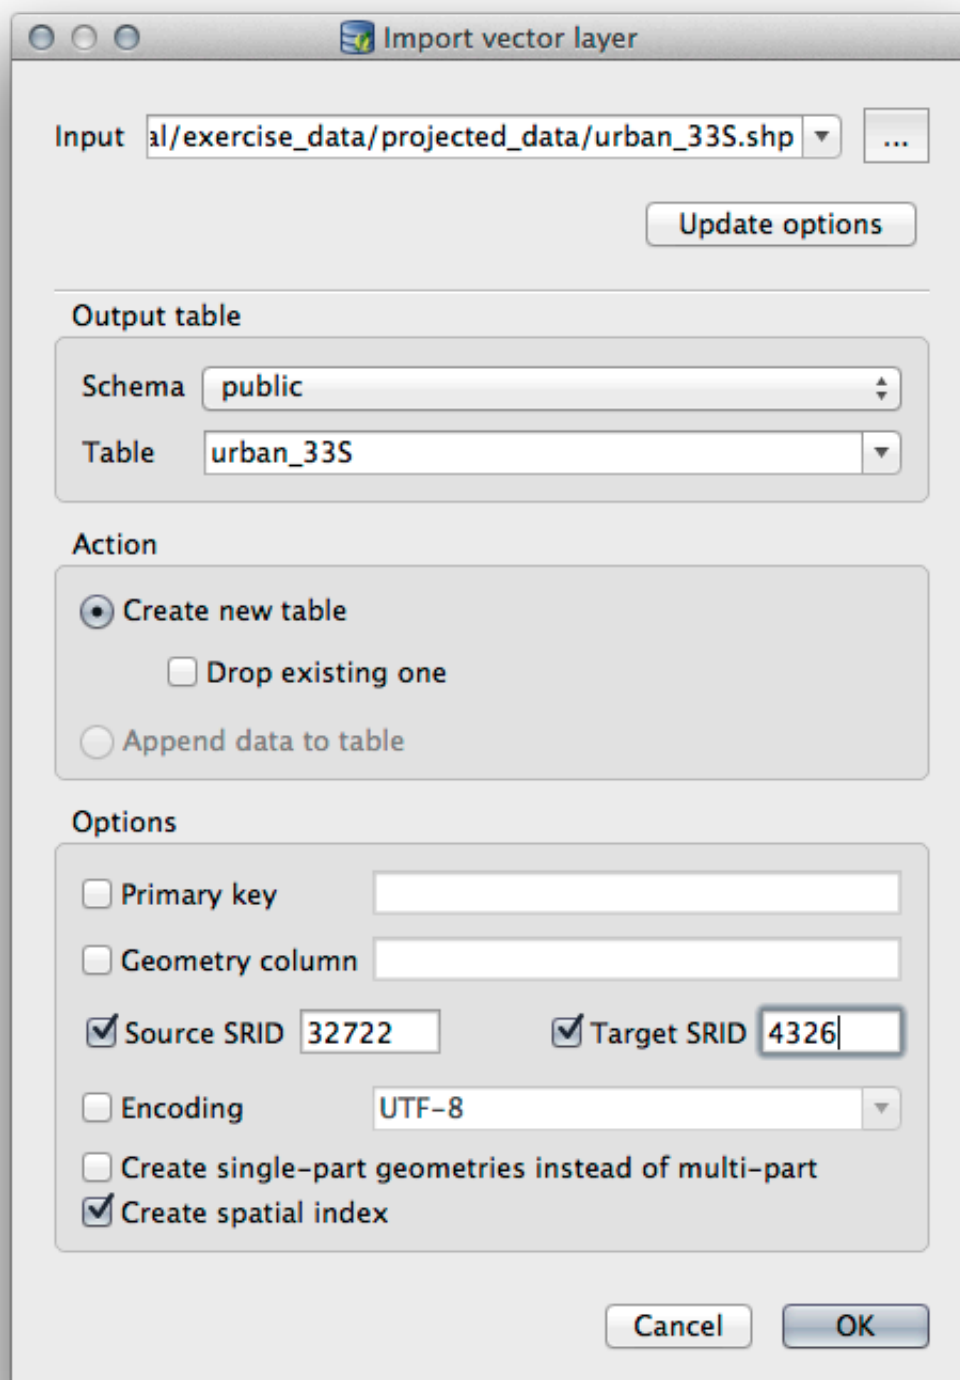 Import vector layer
Input al/exercise_data/projected_data/urban_33S.shp ...
Update options
Output table
Schema public
Table urban_33S
Action
Create new table
Drop existing one
Append data to table
Options
Primary key
Geometry column
Source SRID 32722 Target SRID 4326
Encoding UTF-8
Create single-part geometries instead of multi-part
Create spatial index
Cancel OK